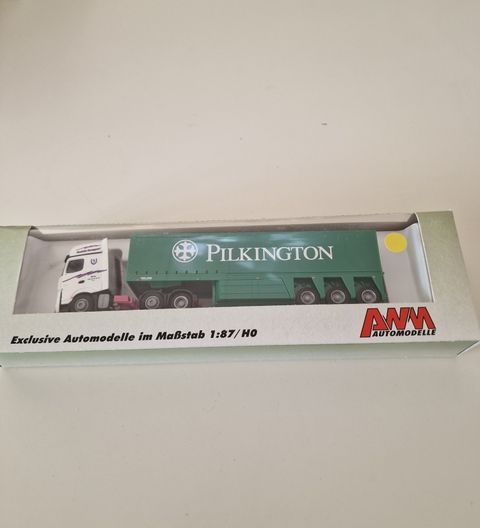 PILKINGTON
Exclusive Automodelle im Maßstab 1:87/H0
AWM
AUTOMODELLE